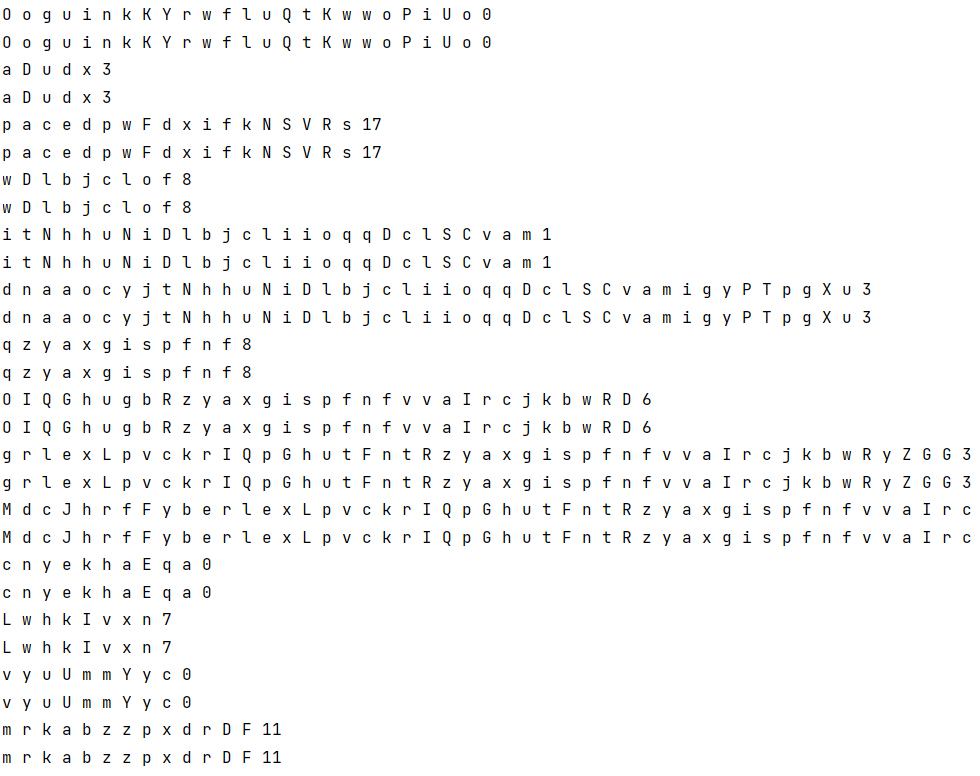 O o g u i n k K Y r w f l u Q t K w w o P i U o 0
O o g u i n k K Y r w f l u Q t K w w o P i U o 0
a D u d x 3
a D u d x 3
p a c e d p w F d x i f k N S V R s 17
p a c e d p w F d x i f k N S V R s 17
w D l b j c l o f 8
w D l b j c l o f 8
i t N h h u N i D l b j c l i i o q q D c l S C v a m 1
i t N h h u N i D l b j c l i i o q q D c l S C v a m 1
d n a a o c y j t N h h u N i D l b j c l i i o q q D c l S C v a m i g y P T p g X u 3
d n a a o c y j t N h h u N i D l b j c l i i o q q D c l S C v a m i g y P T p g X u 3
q z y a x g i s p f n f 8
q z y a x g i s p f n f 8
O I Q G h u g b R z y a x g i s p f n f v v a I r c j k b w R D 6
O I Q G h u g b R z y a x g i s p f n f v v a I r c j k b w R D 6
g r l e x L p v c k r I Q p G h u t F n t R z y a x g i s p f n f v v a I r c j k b w R y Z G G 3
g r l e x L p v c k r I Q p G h u t F n t R z y a x g i s p f n f v v a I r c j k b w R y Z G G 3
M d c J h r f F y b e r l e x L p v c k r I Q p G h u t F n t R z y a x g i s p f n f v v a I r c
M d c J h r f F y b e r l e x L p v c k r I Q p G h u t F n t R z y a x g i s p f n f v v a I r c
c n y e k h a E q a 0
c n y e k h a E q a 0
L w h k I v x n 7
L w h k I v x n 7
v y u U m m Y y c 0
v y u U m m Y y c 0
m r k a b z z p x d r D F 11
m r k a b z z p x d r D F 11